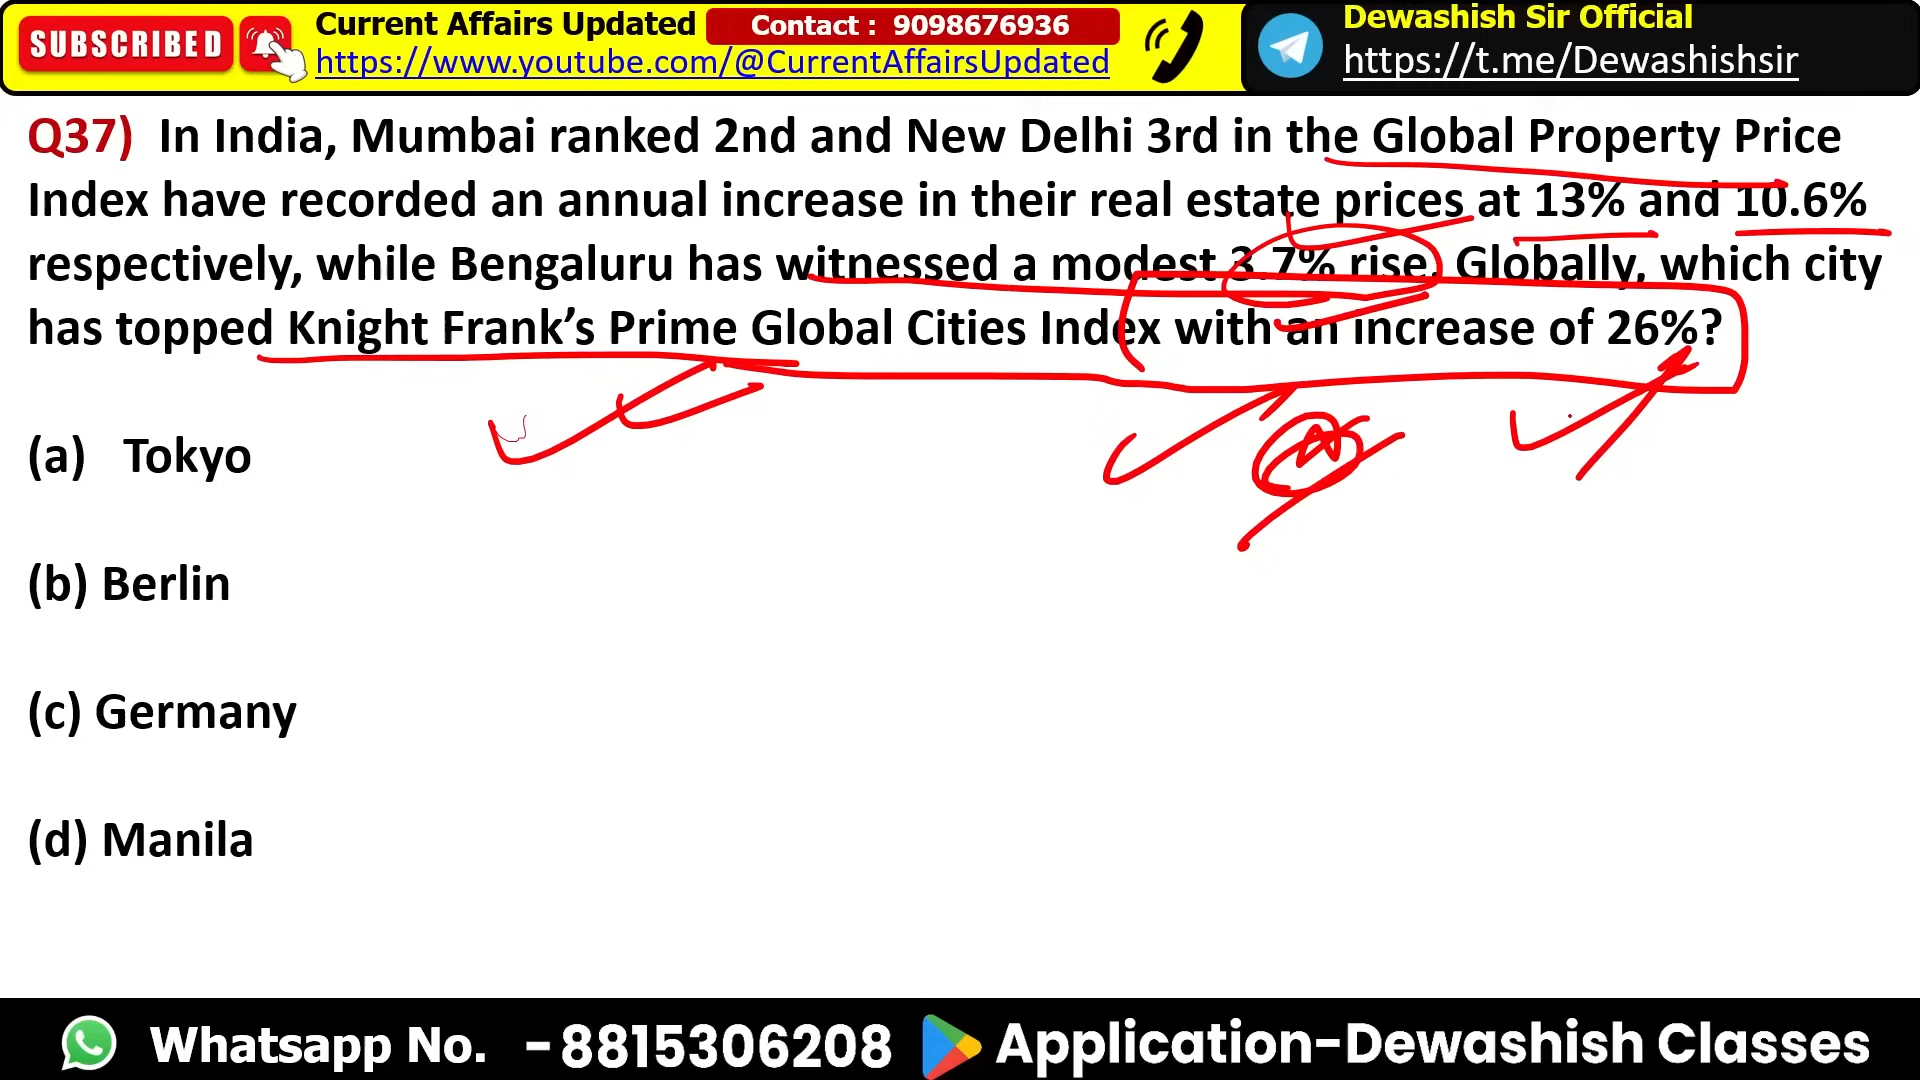 SUBSCRIBED
Current Affairs Updated
Contact : 9098676936
https://www.youtube.com/@CurrentAffairsUpdated
Dewashish Sir Official
https://t.me/Dewashishsir
Q37) In India, Mumbai ranked 2nd and New Delhi 3rd in the Global Property Price
Index have recorded an annual increase in their real estate prices at 13% and 10.6%
respectively, while Bengaluru has witnessed a modest 3.7% rise. Globally, which city
has topped Knight Frank’s Prime Global Cities Index with an increase of 26%?
(a) Tokyo
(b) Berlin
(c) Germany
(d) Manila
Whatsapp No. -8815306208
Application-Dewashish Classes